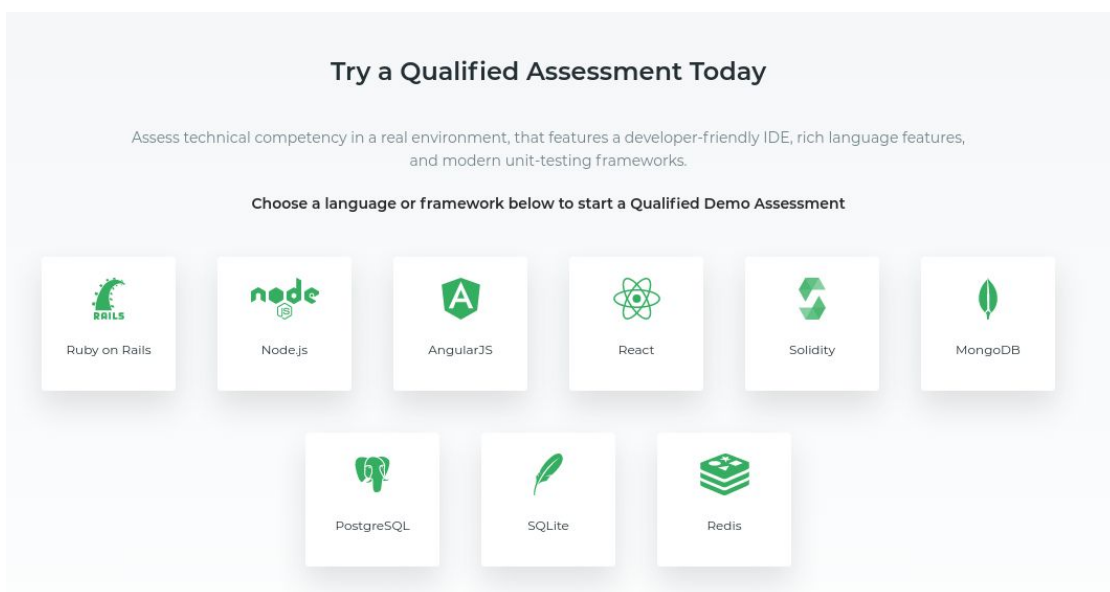 Try a Qualified Assessment Today
Assess technical competency in a real environment, that features a developer-friendly IDE, rich language features,
and modern unit-testing frameworks.
Choose a language or framework below to start a Qualified Demo Assessment
RAILS
Ruby on Rails
node
JS
Node.js
A
AngularJS
React
Solidity
MongoDB
PostgreSQL
SQLite
Redis